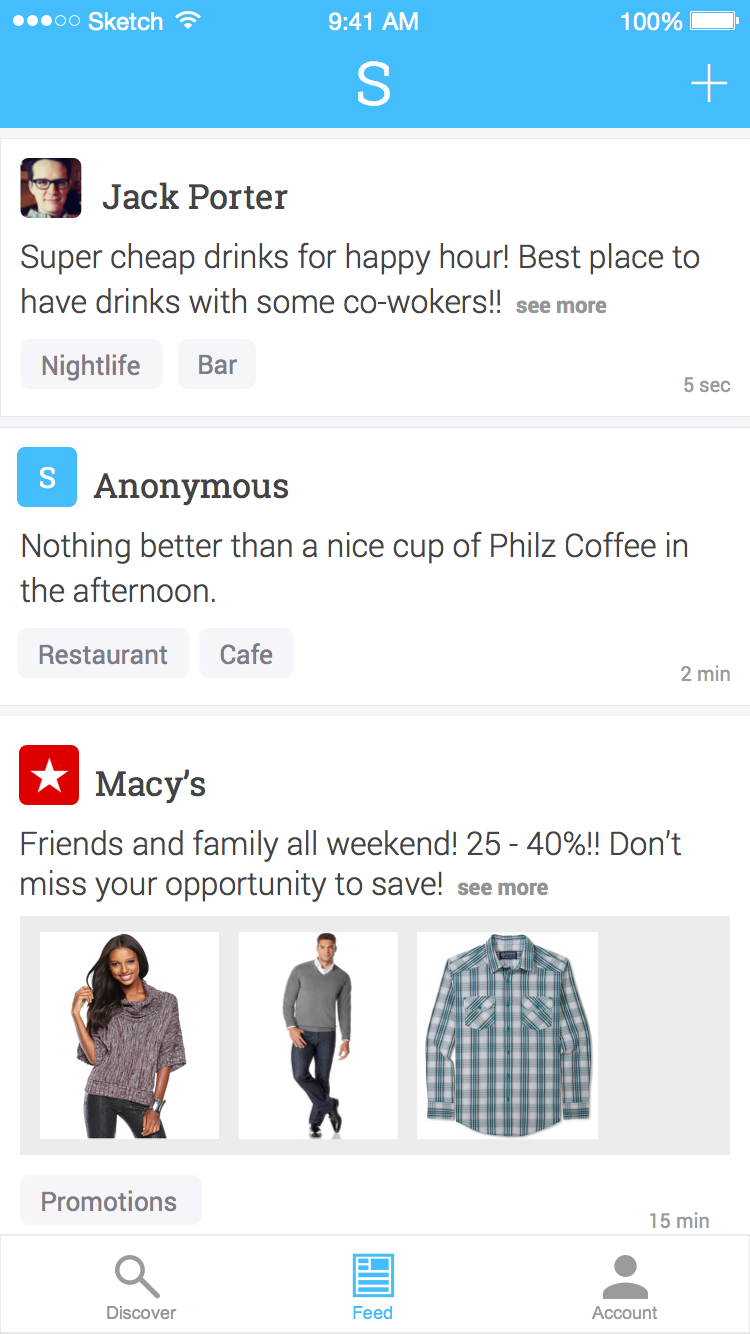 Sketch 9:41 AM 100%
S
Jack Porter
Super cheap drinks for happy hour! Best place to
have drinks with some co-wokers!! see more
Nightlife Bar
5 sec
S Anonymous
Nothing better than a nice cup of Philz Coffee in
the afternoon.
Restaurant Cafe
2 min
Macy’s
Friends and family all weekend! 25 - 40%!! Don’t
miss your opportunity to save! see more
Promotions
15 min
Discover Feed Account